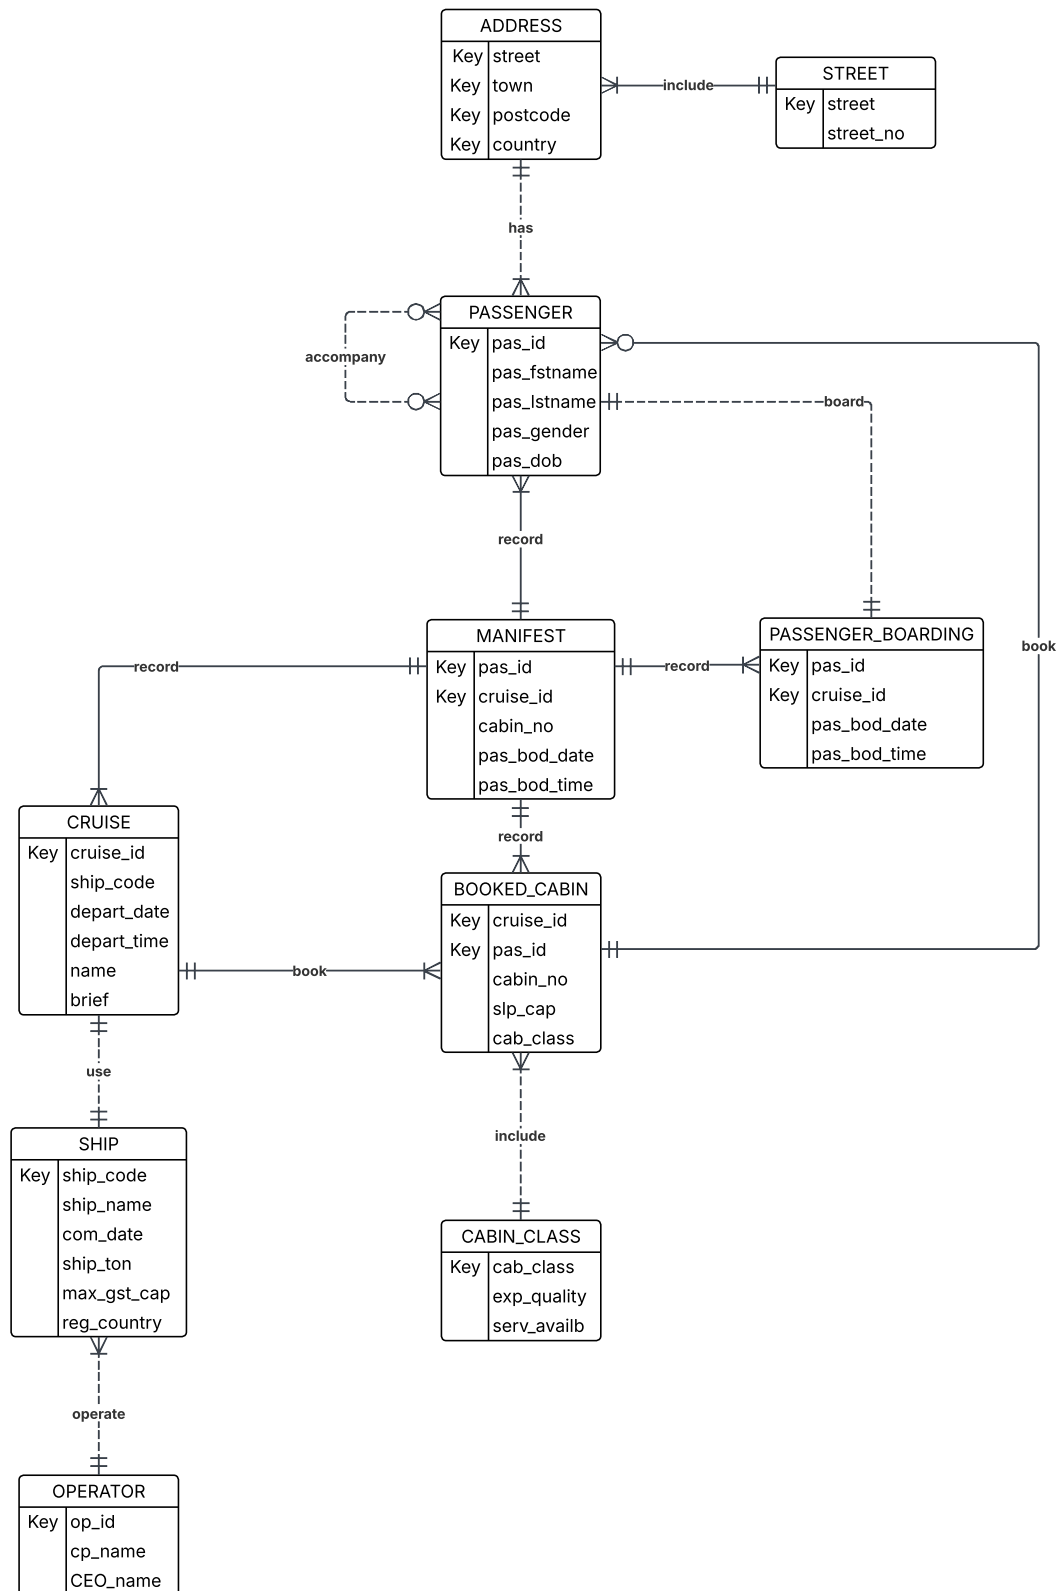 ADDRESS
Key street
Key town
Key postcode
Key country
include
STREET
Key street
street_no
has
PASSENGER
Key pas_id
pas_fstname
pas_lstname
pas_gender
pas_dob
accompany
board
record
book
MANIFEST
Key pas_id
Key cruise_id
cabin_no
pas_bod_date
pas_bod_time
record
record
PASSENGER_BOARDING
Key pas_id
Key cruise_id
pas_bod_date
pas_bod_time
record
CRUISE
Key cruise_id
ship_code
depart_date
depart_time
name
brief
book
BOOKED_CABIN
Key cruise_id
Key pas_id
cabin_no
slp_cap
cab_class
use
include
SHIP
Key ship_code
ship_name
com_date
ship_ton
max_gst_cap
reg_country
CABIN_CLASS
Key cab_class
exp_quality
serv_availb
operate
OPERATOR
Key op_id
cp_name
CEO_name